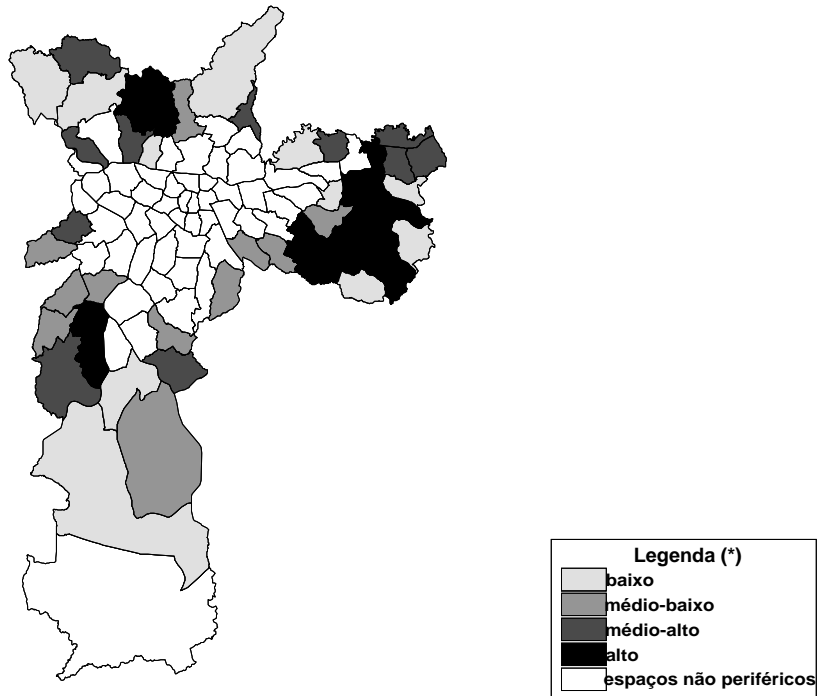 Legenda (*)
baixo
médio-baixo
médio-alto
alto
espaços não periféricos